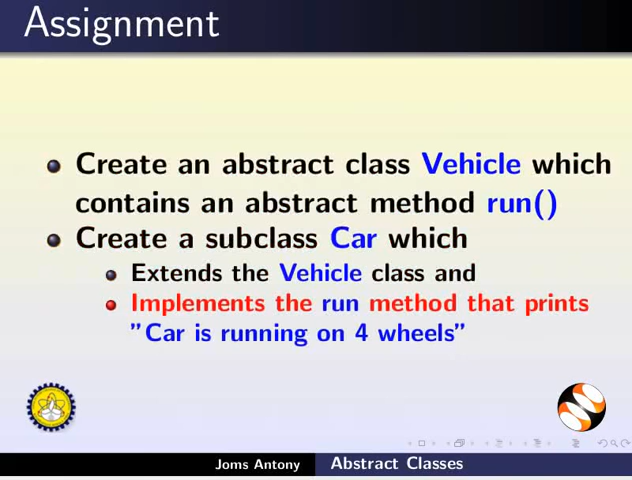 Assignment
Create an abstract class Vehicle which
contains an abstract method run()
Create a subclass Car which
Extends the Vehicle class and
Implements the run method that prints
”Car is running on 4 wheels”
Joms Antony
Abstract Classes